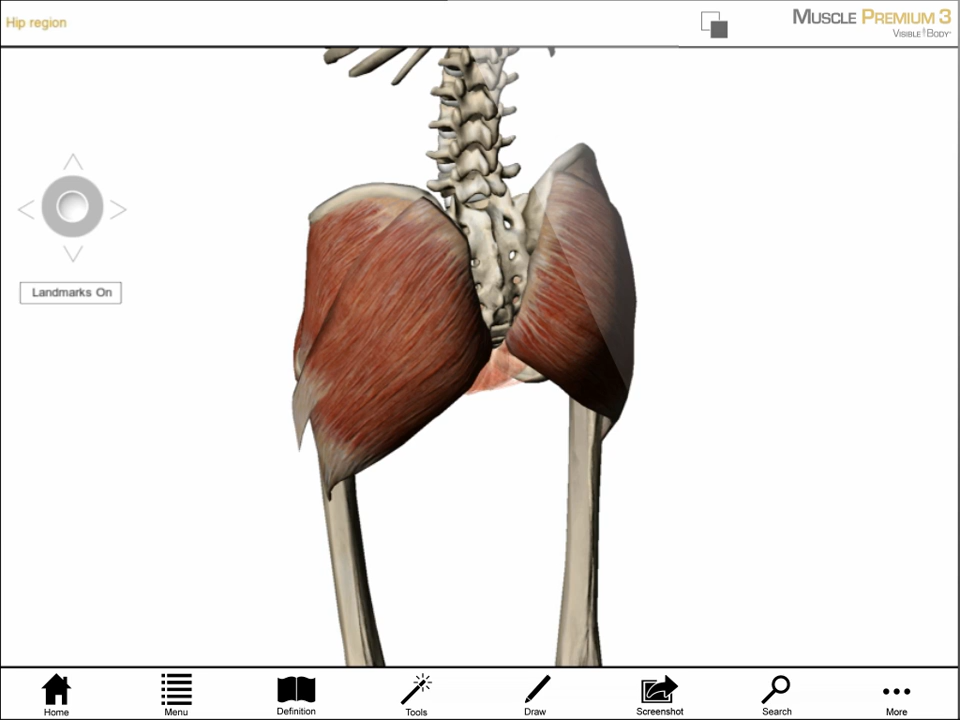 Hip region
MUSCLE PREMIUM 3
VISIBLE BODY
Landmarks On
Home
Menu
Definition
Tools
Draw
Screenshot
Search
More